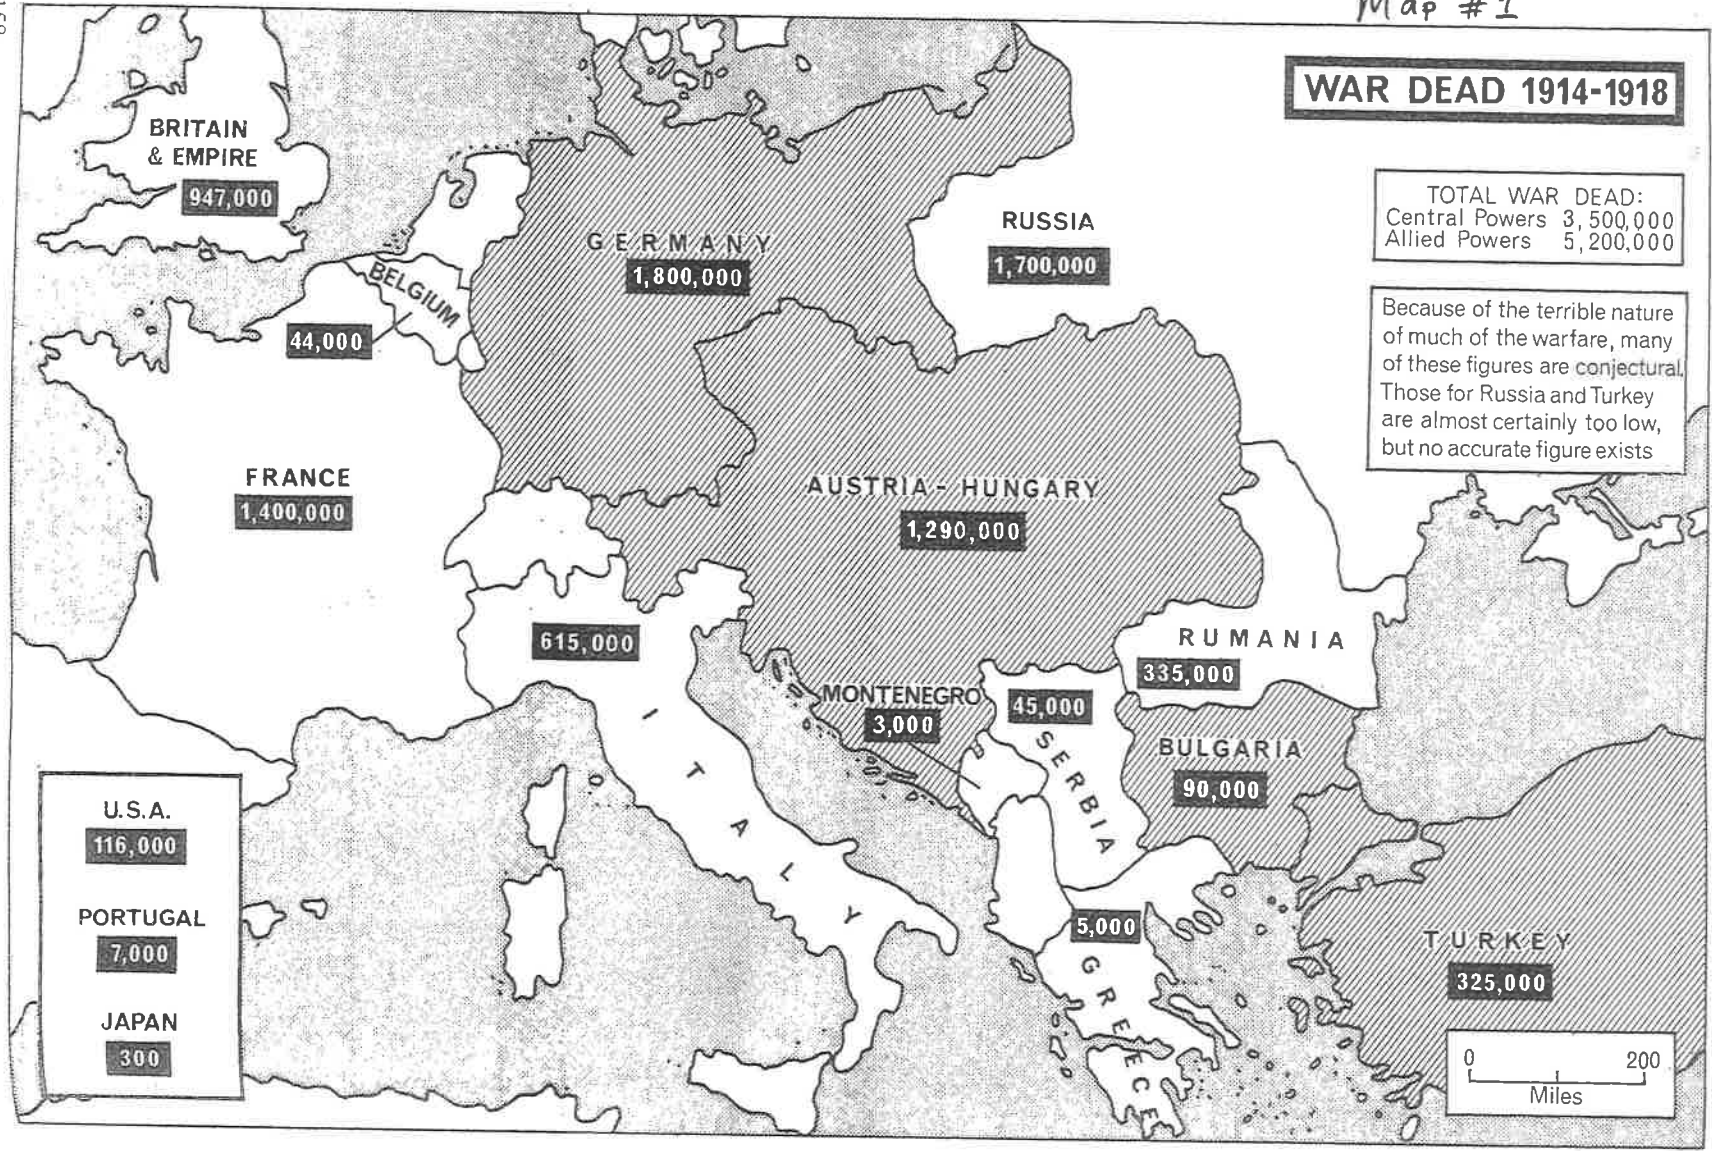 Map #1
WAR DEAD 1914-1918
TOTAL WAR DEAD:
Central Powers 3,500,000
Allied Powers 5,200,000
Because of the terrible nature
of much of the warfare, many
of these figures are conjectural.
Those for Russia and Turkey
are almost certainly too low,
but no accurate figure exists
BRITAIN
& EMPIRE
947,000
GERMANY
1,800,000
RUSSIA
1,700,000
BELGIUM
44,000
FRANCE
1,400,000
AUSTRIA-HUNGARY
1,290,000
ITALY
615,000
RUMANIA
335,000
MONTENEGRO
3,000
SERBIA
45,000
BULGARIA
90,000
GREECE
5,000
TURKEY
325,000
U.S.A.
116,000
PORTUGAL
7,000
JAPAN
300
0 200
Miles